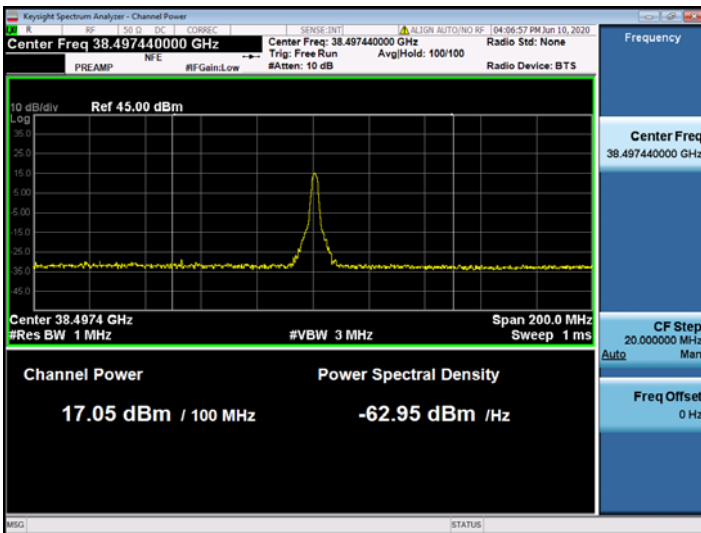 Keysight Spectrum Analyzer - Channel Power
R RF 50 Ω DC CORREC SENSE:INT ALIGN AUTO/NO RF 04:06:57 PM Jun 10, 2020
Center Freq 38.497440000 GHz
NFE
PREAMP #IFGain:Low
Center Freq: 38.497440000 GHz
Trig: Free Run Avg|Hold: 100/100
#Atten: 10 dB
Radio Std: None
Radio Device: BTS
10 dB/div Ref 45.00 dBm
Log
35.0
25.0
15.0
5.00
-5.00
-15.0
-25.0
-35.0
-45.0
Center 38.4974 GHz Span 200.0 MHz
#Res BW 1 MHz #VBW 3 MHz Sweep 1 ms
Channel Power Power Spectral Density
17.05 dBm / 100 MHz -62.95 dBm /Hz
MSG STATUS
Frequency
Center Freq
38.497440000 GHz
CF Step
20.000000 MHz
Auto Man
Freq Offset
0 Hz